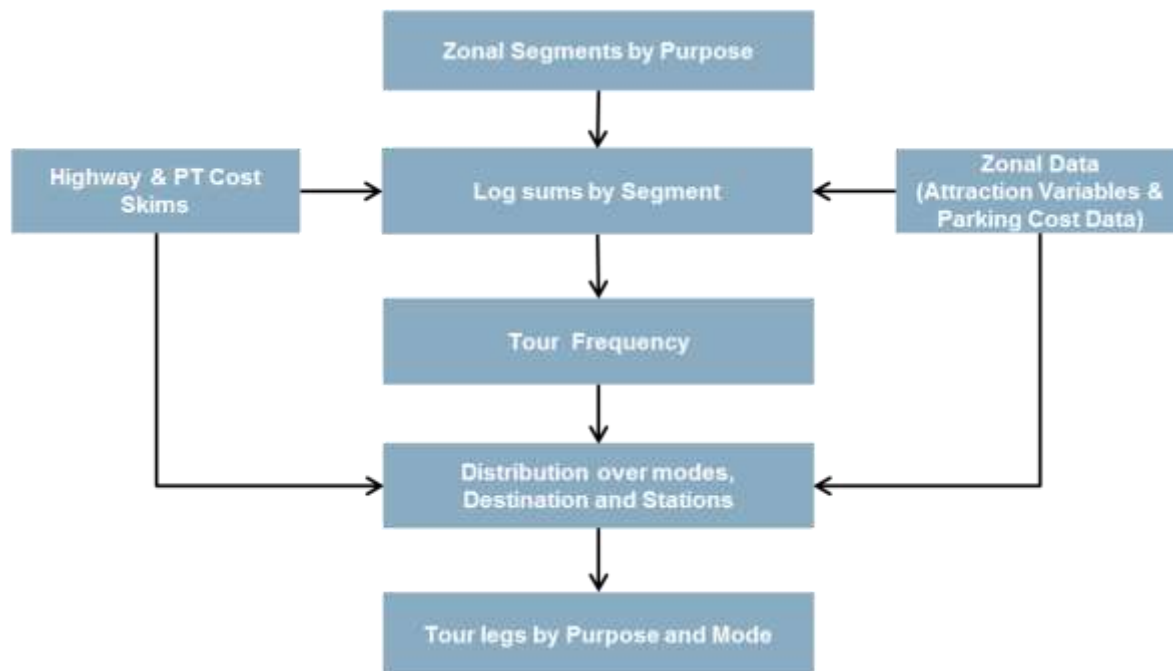 Zonal Segments by Purpose
Highway & PT Cost
Skims
Log sums by Segment
Zonal Data
(Attraction Variables &
Parking Cost Data)
Tour Frequency
Distribution over modes,
Destination and Stations
Tour legs by Purpose and Mode